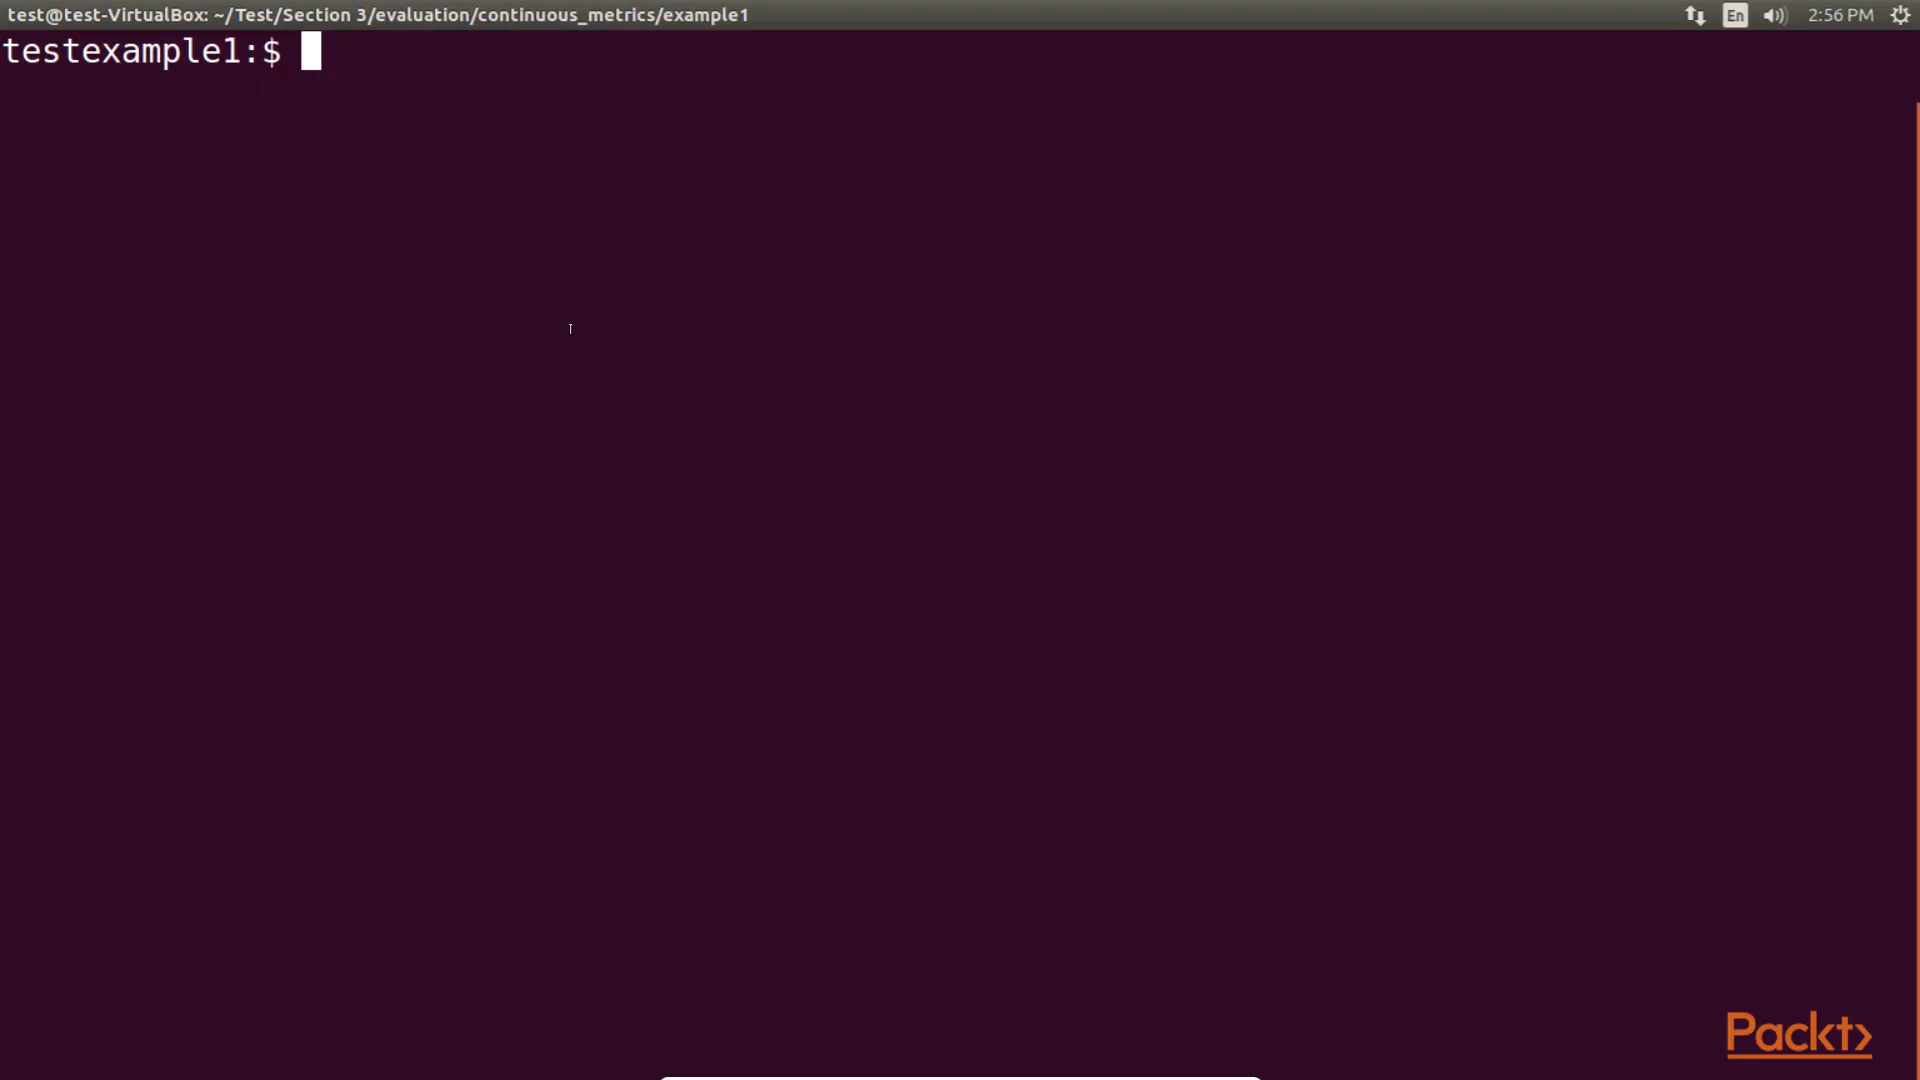 test@test-VirtualBox: ~/Test/Section 3/evaluation/continuous_metrics/example1
En
2:56 PM
testexample1:$
Packt>